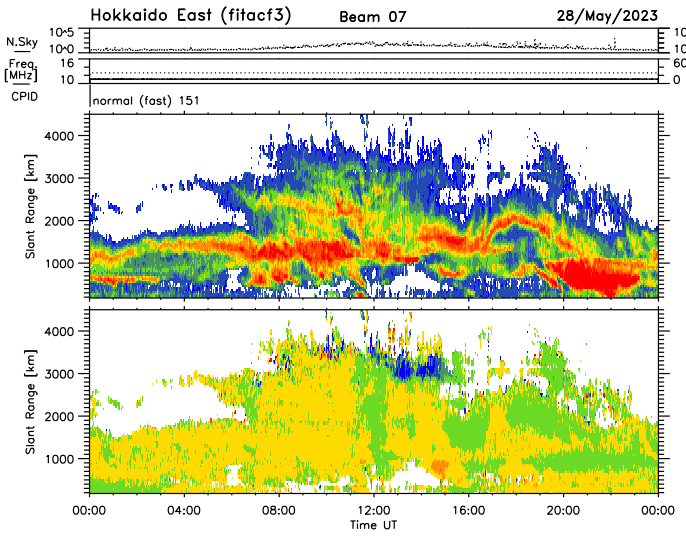 Hokkaido East (fitacf3) Beam 07 28/May/2023
N.Sky 10^5 10^0 10 10
Freq. [MHz] 16 10 60 0
CPID normal (fast) 151
Slant Range [km] 4000 3000 2000 1000
Slant Range [km] 4000 3000 2000 1000
00:00 04:00 08:00 12:00 16:00 20:00 00:00
Time UT